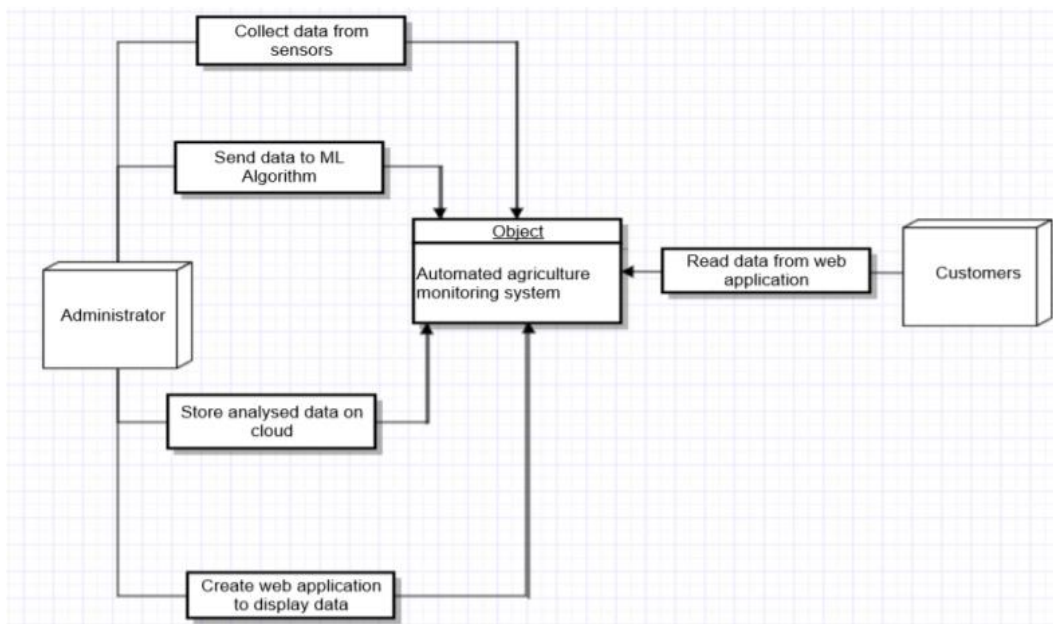 Collect data from
sensors
Send data to ML
Algorithm
Object
Automated agriculture
monitoring system
Read data from web
application
Customers
Administrator
Store analysed data on
cloud
Create web application
to display data